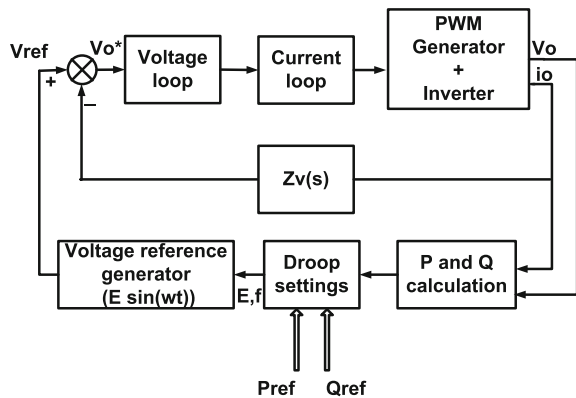 Vref
+
Vo*
−
Voltage
loop
Current
loop
PWM
Generator
+
Inverter
Vo
io
Zv(s)
Voltage reference
generator
(E sin(wt))
E,f
Droop
settings
P and Q
calculation
Pref
Qref